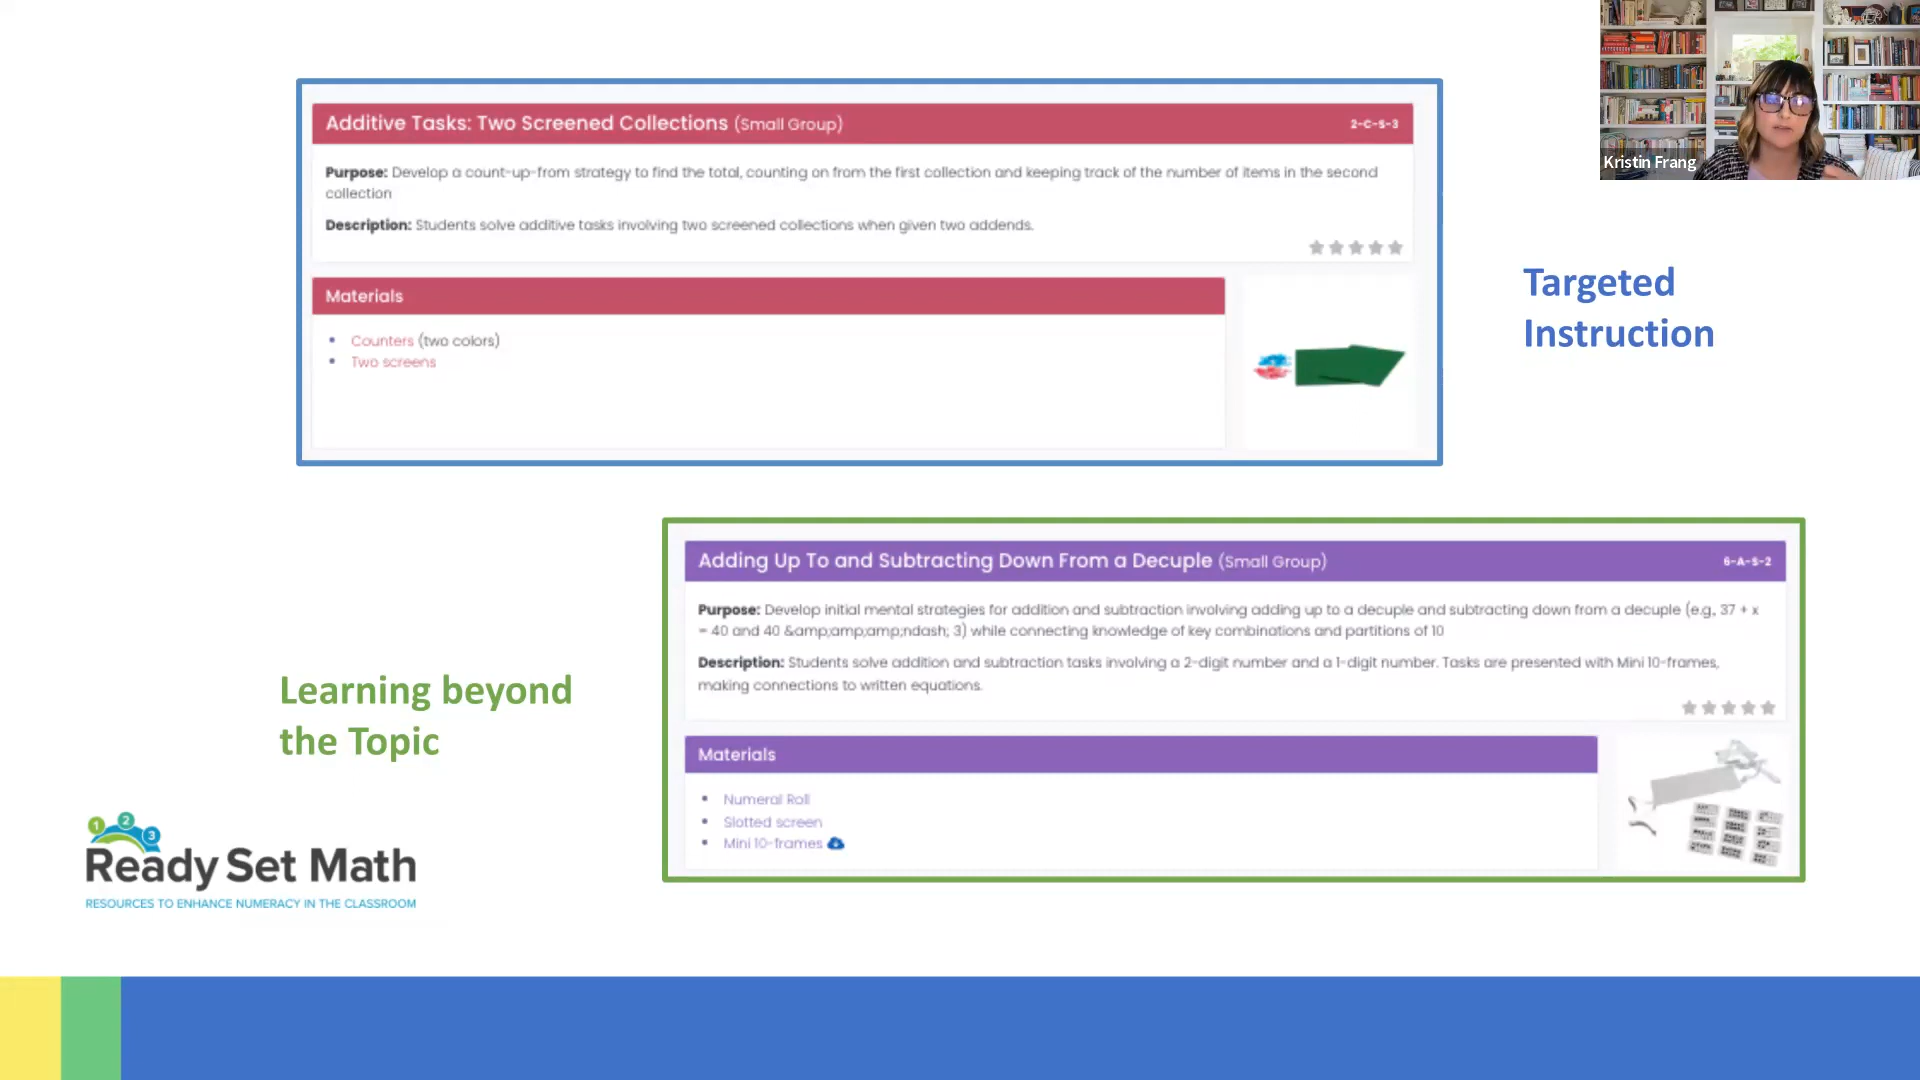 Additive Tasks: Two Screened Collections (Small Group) 2-C-S-3
Purpose: Develop a count-up-from strategy to find the total, counting on from the first collection and keeping track of the number of items in the second
collection
Description: Students solve additive tasks involving two screened collections when given two addends.
Materials
• Counters (two colors)
• Two screens
Kristin Frang
Targeted
Instruction
Learning beyond
the Topic
Adding Up To and Subtracting Down From a Decuple (Small Group) 6-A-S-2
Purpose: Develop initial mental strategies for addition and subtraction involving adding up to a decuple and subtracting down from a decuple (e.g., 37 + x
= 40 and 40 &amp;amp;amp;ndash; 3) while connecting knowledge of key combinations and partitions of 10
Description: Students solve addition and subtraction tasks involving a 2-digit number and a 1-digit number. Tasks are presented with Mini 10-frames,
making connections to written equations.
Materials
• Numeral Roll
• Slotted screen
• Mini 10-frames
1 2 3
Ready Set Math
RESOURCES TO ENHANCE NUMERACY IN THE CLASSROOM